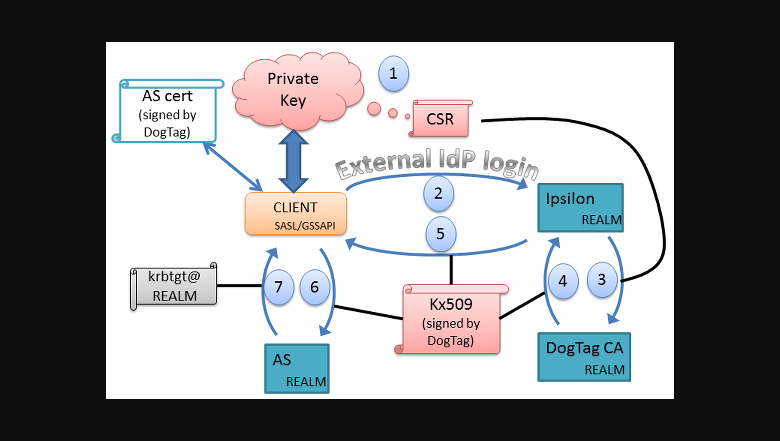 1
Private
Key
AS cert
(signed by
DogTag)
CSR
External IdP login
2
CLIENT
SASL/GSSAPI
Ipsilon
REALM
5
krbtgt@
REALM
7
6
Kx509
(signed by
DogTag)
4
3
AS
REALM
DogTag CA
REALM